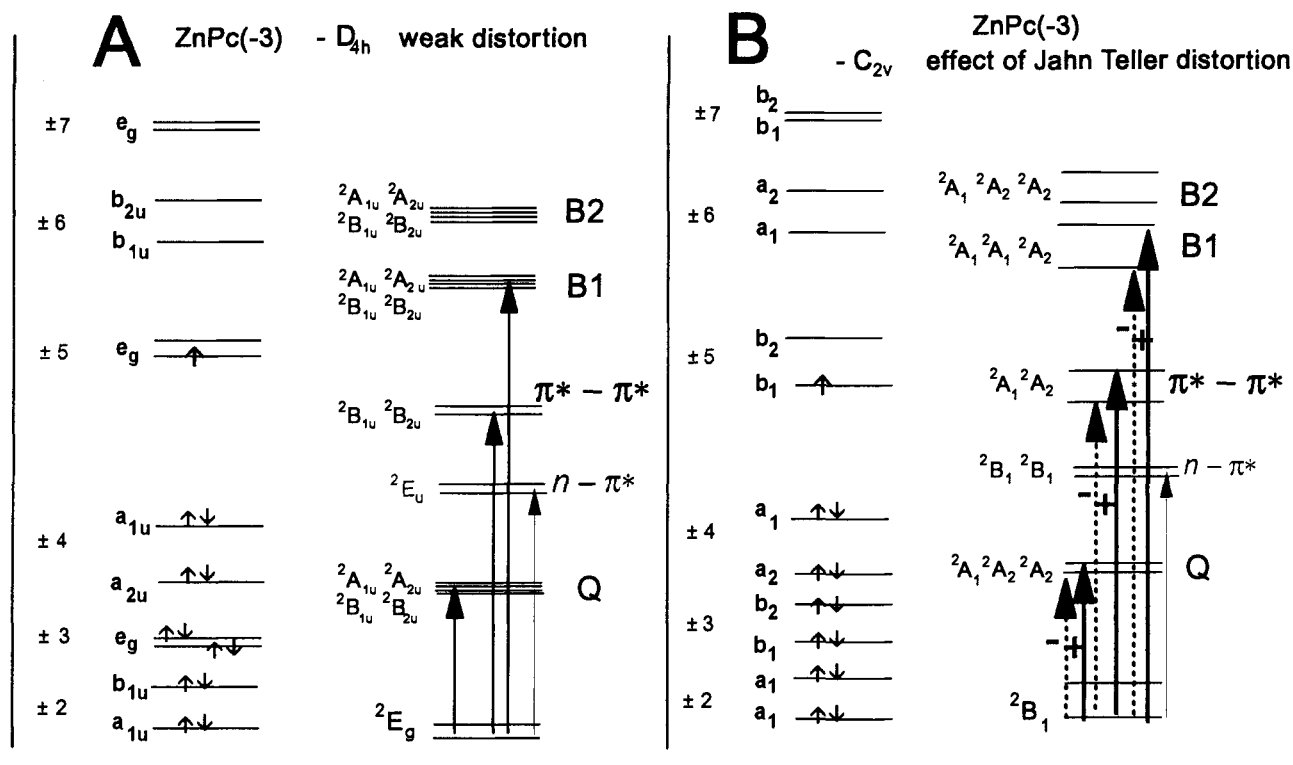 A ZnPc(-3) - D4h weak distortion
±7 eg
b2u
±6
b1u
±5 eg
a1u
±4
a2u
±3 eg
b1u
±2
a1u
²A1u ²A2u
²B1u ²B2u
B2
²A1u ²A2u
²B1u ²B2u
B1
π* – π*
²B1u ²B2u
²Eu n – π*
²A1u ²A2u
²B1u ²B2u
Q
²Eg
B ZnPc(-3)
- C2v effect of Jahn Teller distortion
±7
b2
b1
a2
±6
a1
b2
±5
b1
a1
±4
a2
b2
±3
b1
a1
±2
a1
²A1 ²A2 ²A2 B2
²A1 ²A1 ²A2 B1
- +
²A1 ²A2 π* – π*
²B1 ²B1 n – π*
- +
²A1 ²A2 ²A2 Q
- +
²B1